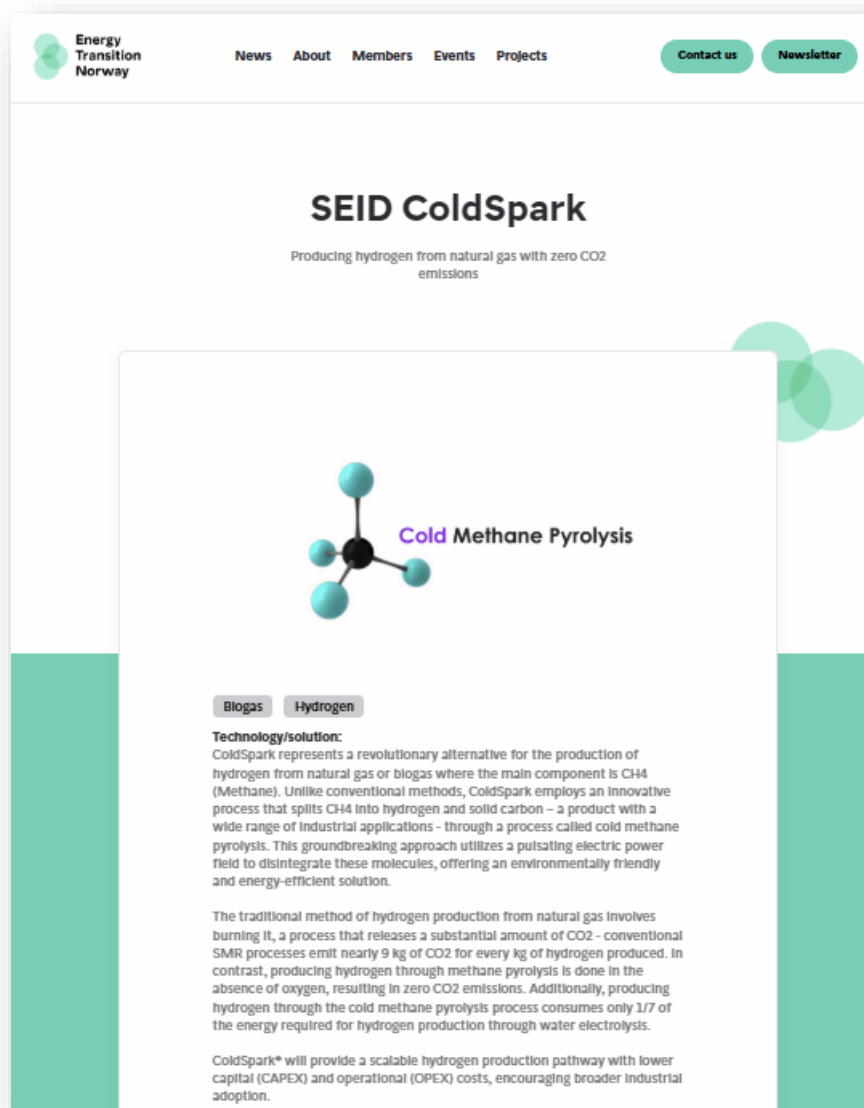 Energy
Transition
Norway
News About Members Events Projects
Contact us Newsletter
SEID ColdSpark
Producing hydrogen from natural gas with zero CO2
emissions
Cold Methane Pyrolysis
Biogas Hydrogen
Technology/solution:
ColdSpark represents a revolutionary alternative for the production of
hydrogen from natural gas or biogas where the main component is CH4
(Methane). Unlike conventional methods, ColdSpark employs an innovative
process that splits CH4 into hydrogen and solid carbon – a product with a
wide range of industrial applications - through a process called cold methane
pyrolysis. This groundbreaking approach utilizes a pulsating electric power
field to disintegrate these molecules, offering an environmentally friendly
and energy-efficient solution.
The traditional method of hydrogen production from natural gas involves
burning it, a process that releases a substantial amount of CO2 - conventional
SMR processes emit nearly 9 kg of CO2 for every kg of hydrogen produced. In
contrast, producing hydrogen through methane pyrolysis is done in the
absence of oxygen, resulting in zero CO2 emissions. Additionally, producing
hydrogen through the cold methane pyrolysis process consumes only 1/7 of
the energy required for hydrogen production through water electrolysis.
ColdSpark® will provide a scalable hydrogen production pathway with lower
capital (CAPEX) and operational (OPEX) costs, encouraging broader industrial
adoption.